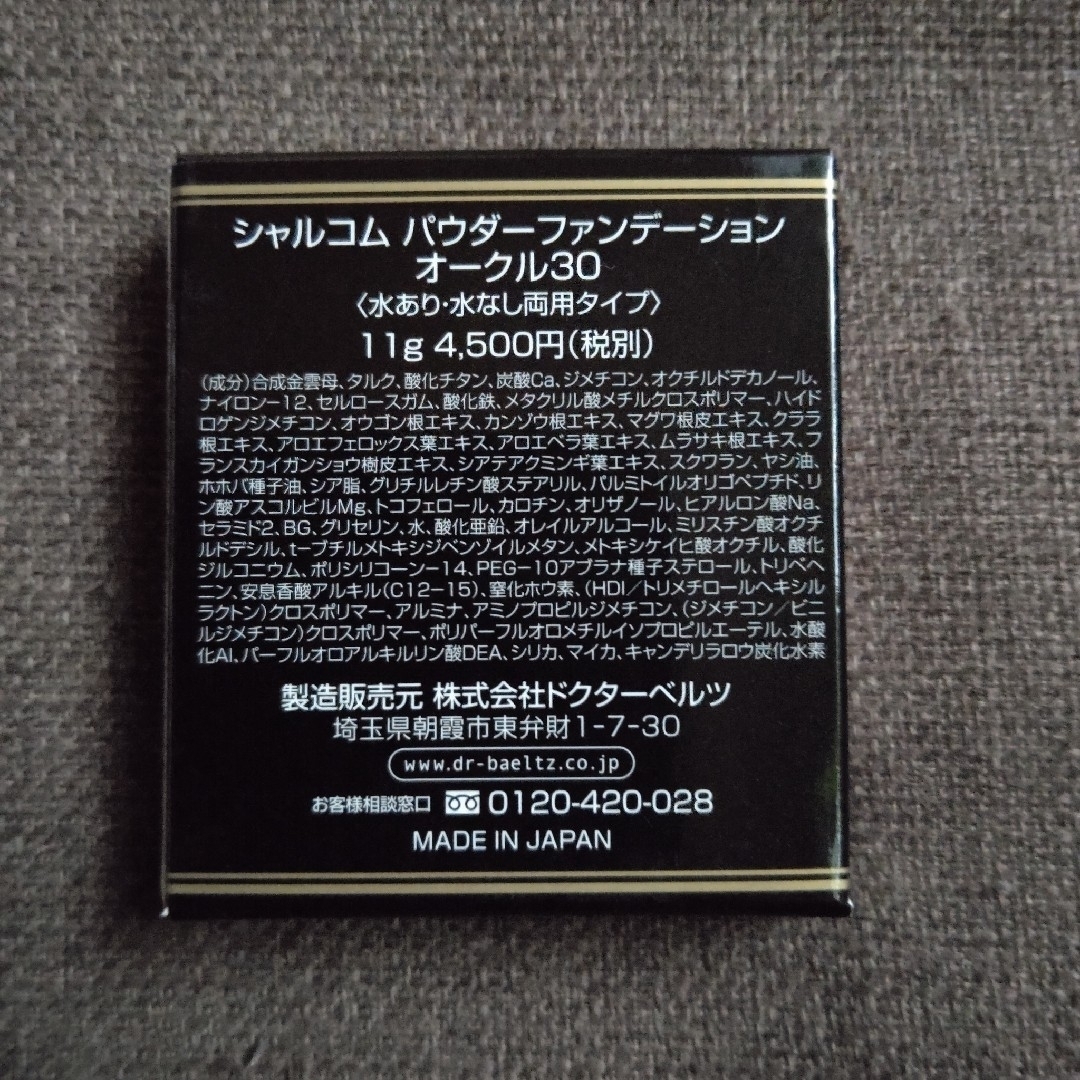 シャルコム パウダーファンデーション
オークル30
〈水あり・水なし両用タイプ〉
11g 4,500円(税別)
(成分)合成金雲母、タルク、酸化チタン、炭酸Ca、ジメチコン、オクチルドデカノール、
ナイロン-12、セルロースガム、酸化鉄、メタクリル酸メチルクロスポリマー、ハイド
ロゲンジメチコン、オウゴン根エキス、カンゾウ根エキス、マグワ根皮エキス、クララ
根エキス、アロエフェロックス葉エキス、アロエベラ葉エキス、ムラサキ根エキス、フ
ランスカイガンショウ樹皮エキス、シアテアクミンギ葉エキス、スクワラン、ヤシ油、
ホホバ種子油、シア脂、グリチルレチン酸ステアリル、パルミトイルオリゴペプチド、リ
ン酸アスコルビルMg、トコフェロール、カロチン、オリザノール、ヒアルロン酸Na、
セラミド2、BG、グリセリン、水、酸化亜鉛、オレイルアルコール、ミリスチン酸オクチ
ルドデシル、t-ブチルメトキシジベンゾイルメタン、メトキシケイヒ酸オクチル、酸化
ジルコニウム、ポリシリコーン-14、PEG-10アブラナ種子ステロール、トリベヘ
ニン、安息香酸アルキル(C12-15)、窒化ホウ素、(HDI/トリメチロールヘキシル
ラクトン)クロスポリマー、アルミナ、アミノプロピルジメチコン、(ジメチコン/ビニ
ルジメチコン)クロスポリマー、ポリパーフルオロメチルイソプロピルエーテル、水酸
化Al、パーフルオロアルキルリン酸DEA、シリカ、マイカ、キャンデリラロウ炭化水素
製造販売元 株式会社ドクターベルツ
埼玉県朝霞市東弁財1-7-30
www.dr-baeltz.co.jp
お客様相談窓口 0120-420-028
MADE IN JAPAN